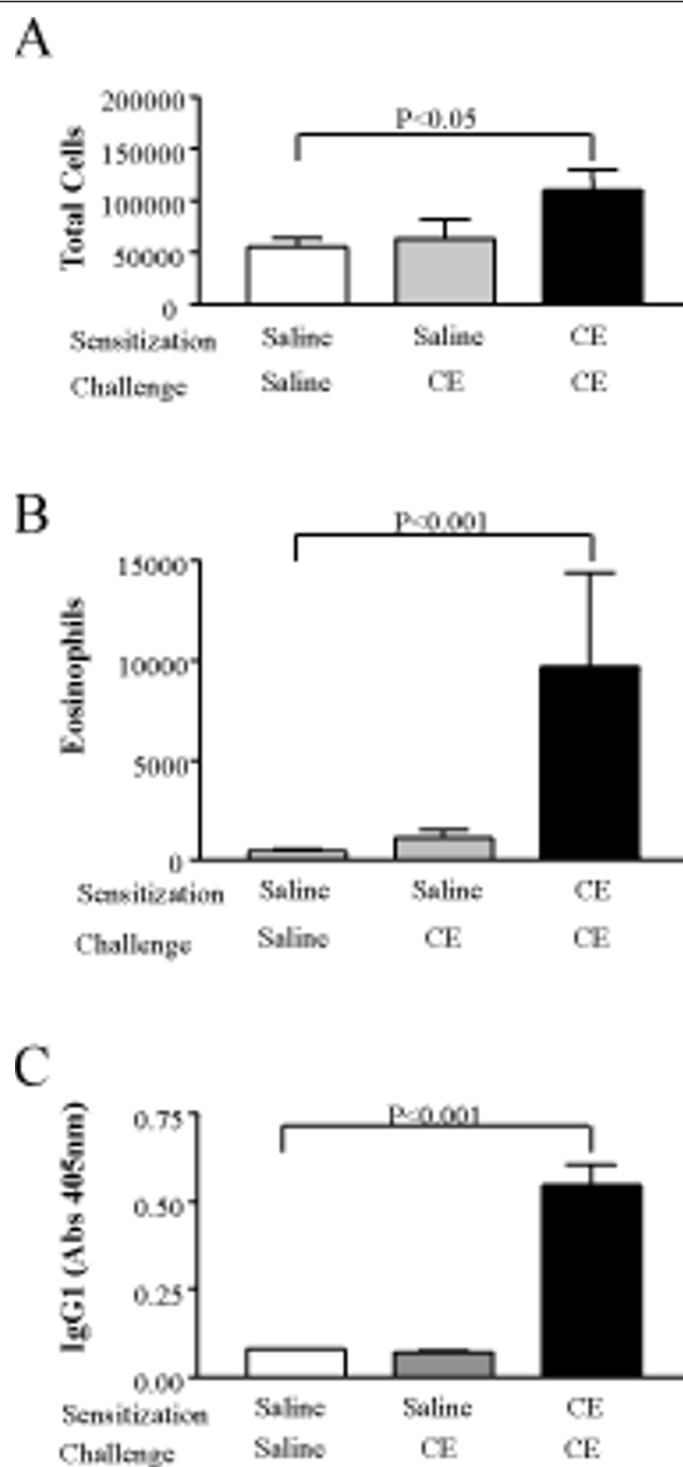 A
Total Cells
200000
150000
100000
50000
0
P<0.05
Sensitization Saline Saline CE
Challenge Saline CE CE
B
Eosinophils
15000
10000
5000
0
P<0.001
Sensitization Saline Saline CE
Challenge Saline CE CE
C
IgG1 (Abs 405nm)
0.75
0.50
0.25
0.00
P<0.001
Sensitization Saline Saline CE
Challenge Saline CE CE